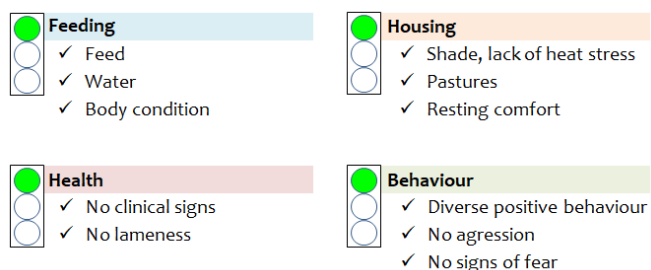 Feeding
✓ Feed
✓ Water
✓ Body condition
Housing
✓ Shade, lack of heat stress
✓ Pastures
✓ Resting comfort
Health
✓ No clinical signs
✓ No lameness
Behaviour
✓ Diverse positive behaviour
✓ No agression
✓ No signs of fear